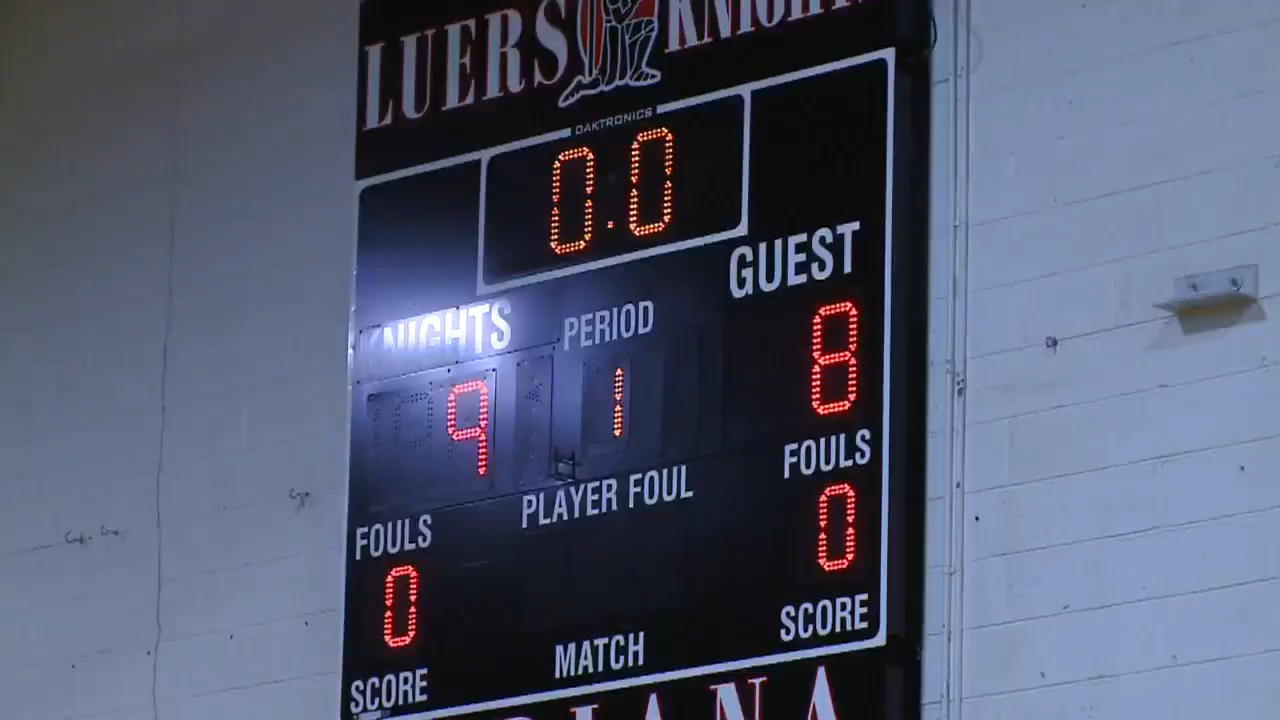 LUERS KNIGHTS
DAKTRONICS
0.0
GUEST
KNIGHTS PERIOD
9 1 8
FOULS PLAYER FOUL FOULS
0 0
SCORE MATCH SCORE